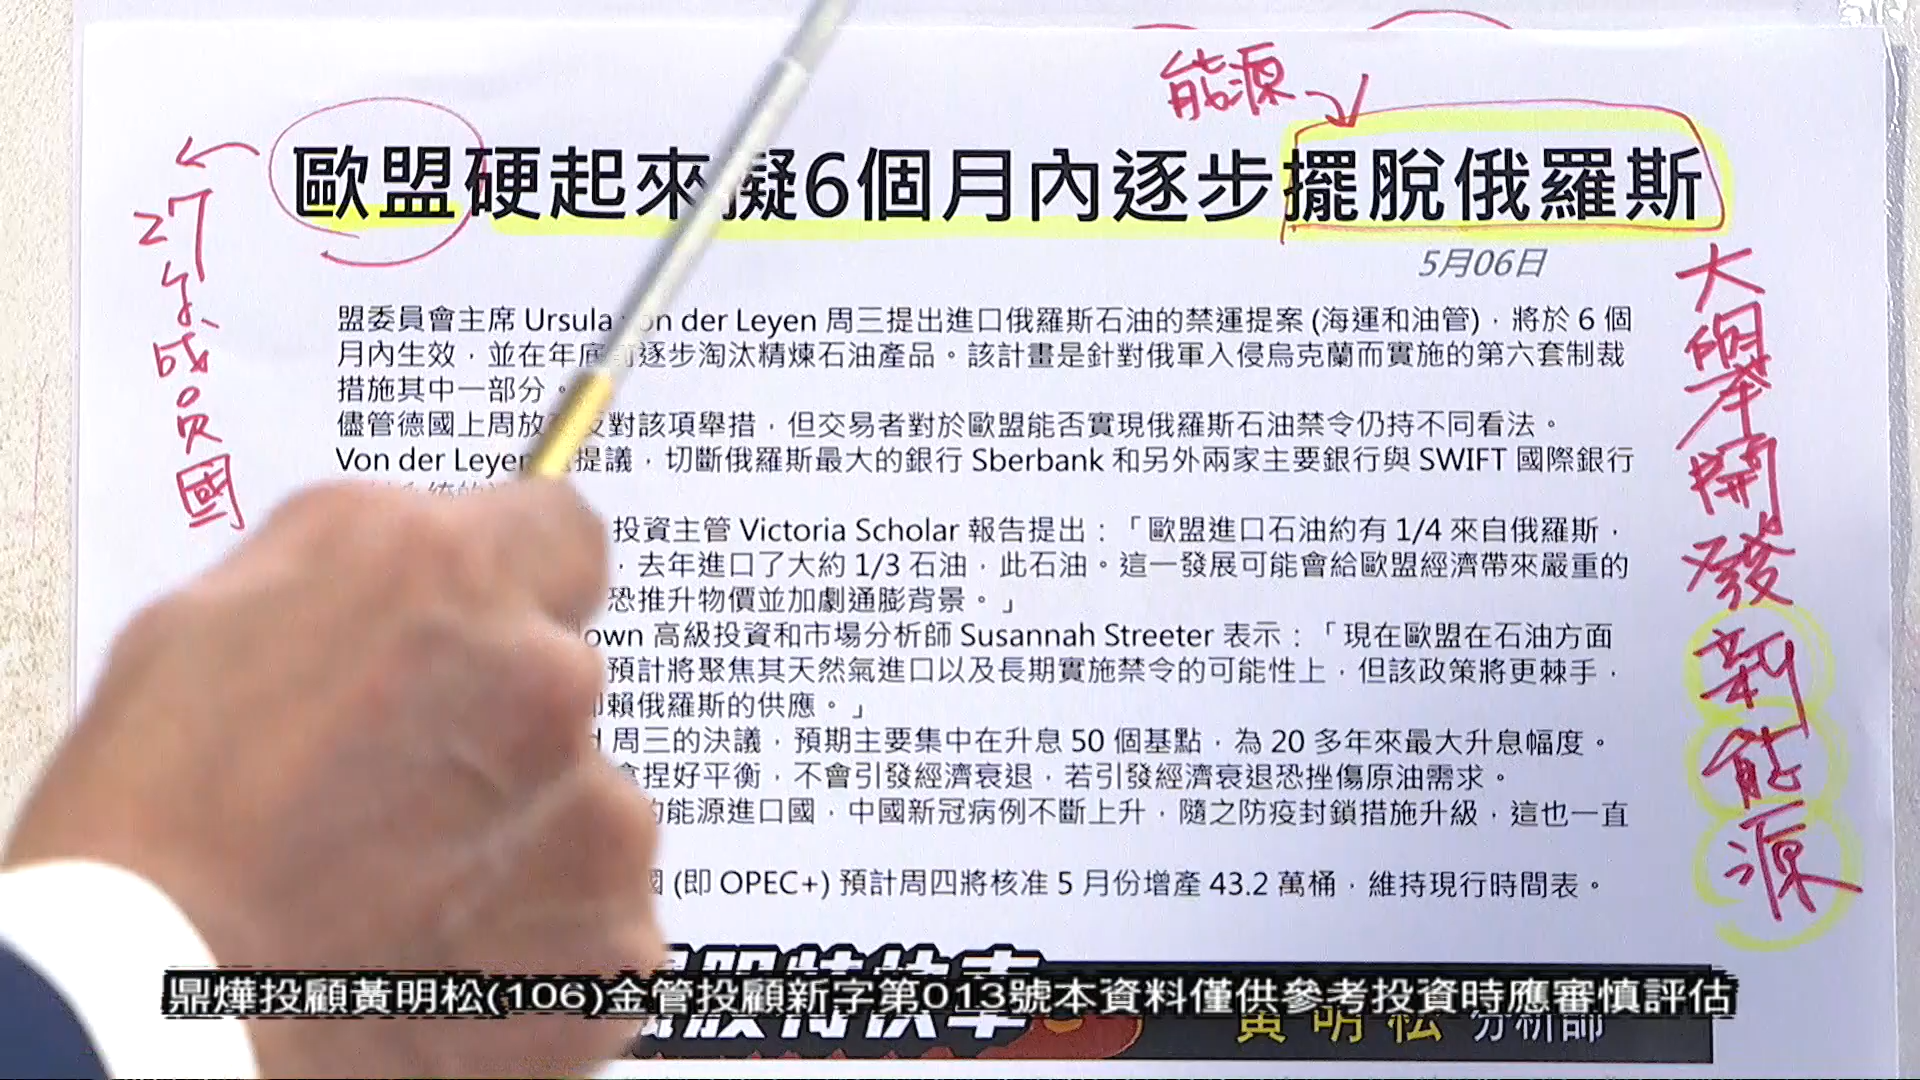 能源
歐盟硬起來擬6個月內逐步擺脫俄羅斯
5月06日
27個成員國
大舉開發新能源
盟委員會主席 Ursula von der Leyen 周三提出進口俄羅斯石油的禁運提案 (海運和油管)，將於 6 個
月內生效，並在年底前逐步淘汰精煉石油產品。該計畫是針對俄軍入侵烏克蘭而實施的第六套制裁
措施其中一部分。
儘管德國上周放 反對該項舉措，但交易者對於歐盟能否實現俄羅斯石油禁令仍持不同看法。
Von der Leyen 提議，切斷俄羅斯最大的銀行 Sberbank 和另外兩家主要銀行與 SWIFT 國際銀行
投資主管 Victoria Scholar 報告提出：「歐盟進口石油約有 1/4 來自俄羅斯，
，去年進口了大約 1/3 石油，此石油。這一發展可能會給歐盟經濟帶來嚴重的
恐推升物價並加劇通膨背景。」
own 高級投資和市場分析師 Susannah Streeter 表示：「現在歐盟在石油方面
預計將聚焦其天然氣進口以及長期實施禁令的可能性上，但該政策將更棘手，
賴俄羅斯的供應。」
周三的決議，預期主要集中在升息 50 個基點，為 20 多年來最大升息幅度。
拿捏好平衡，不會引發經濟衰退，若引發經濟衰退恐挫傷原油需求。
的能源進口國，中國新冠病例不斷上升，隨之防疫封鎖措施升級，這也一直
國 (即 OPEC+) 預計周四將核准 5 月份增產 43.2 萬桶，維持現行時間表。
股特快車
鼎燁投顧黃明松(106)金管投顧新字第013號本資料僅供參考投資時應審慎評估
黃明松 分析師